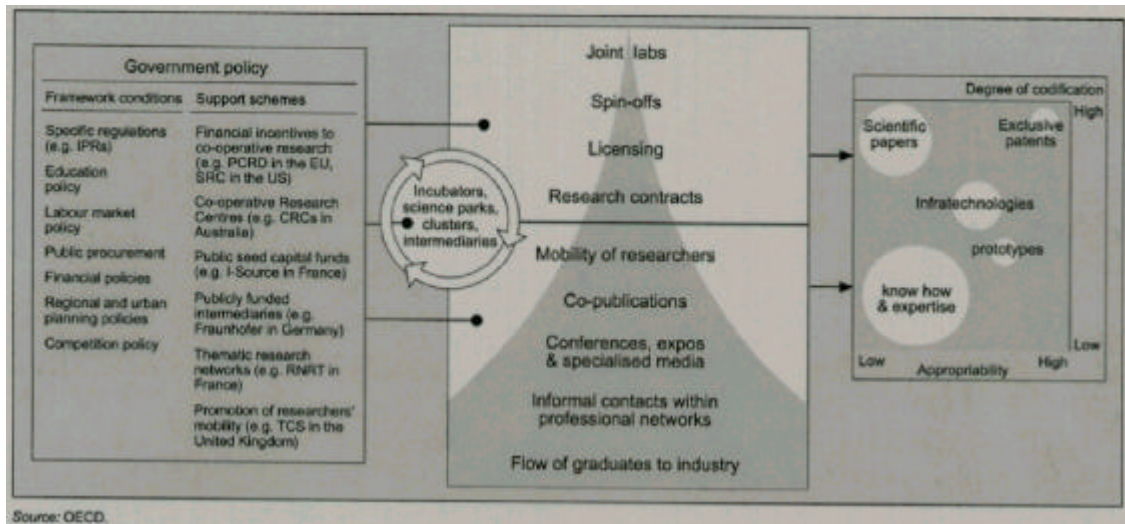 Government policy
Framework conditions
Specific regulations
(e.g. IPRs)
Education
policy
Labour market
policy
Public procurement
Financial policies
Regional and urban
planning policies
Competition policy
Support schemes
Financial incentives to
co-operative research
(e.g. PCRD in the EU,
SRC in the US)
Co-operative Research
Centres (e.g. CRCs in
Australia)
Public seed capital funds
(e.g. I-Source in France)
Publicly funded
intermediaries (e.g.
Fraunhofer in Germany)
Thematic research
networks (e.g. RNRT in
France)
Promotion of researchers'
mobility (e.g. TCS in the
United Kingdom)
Incubators,
science parks,
clusters,
intermediaries
Joint labs
Spin-offs
Licensing
Research contracts
Mobility of researchers
Co-publications
Conferences, expos
& specialised media
Informal contacts within
professional networks
Flow of graduates to industry
Degree of codification
High
Scientific
papers
Exclusive
patents
Infratechnologies
prototypes
know how
& expertise
Low
Low
High
Appropriability
Source: OECD.